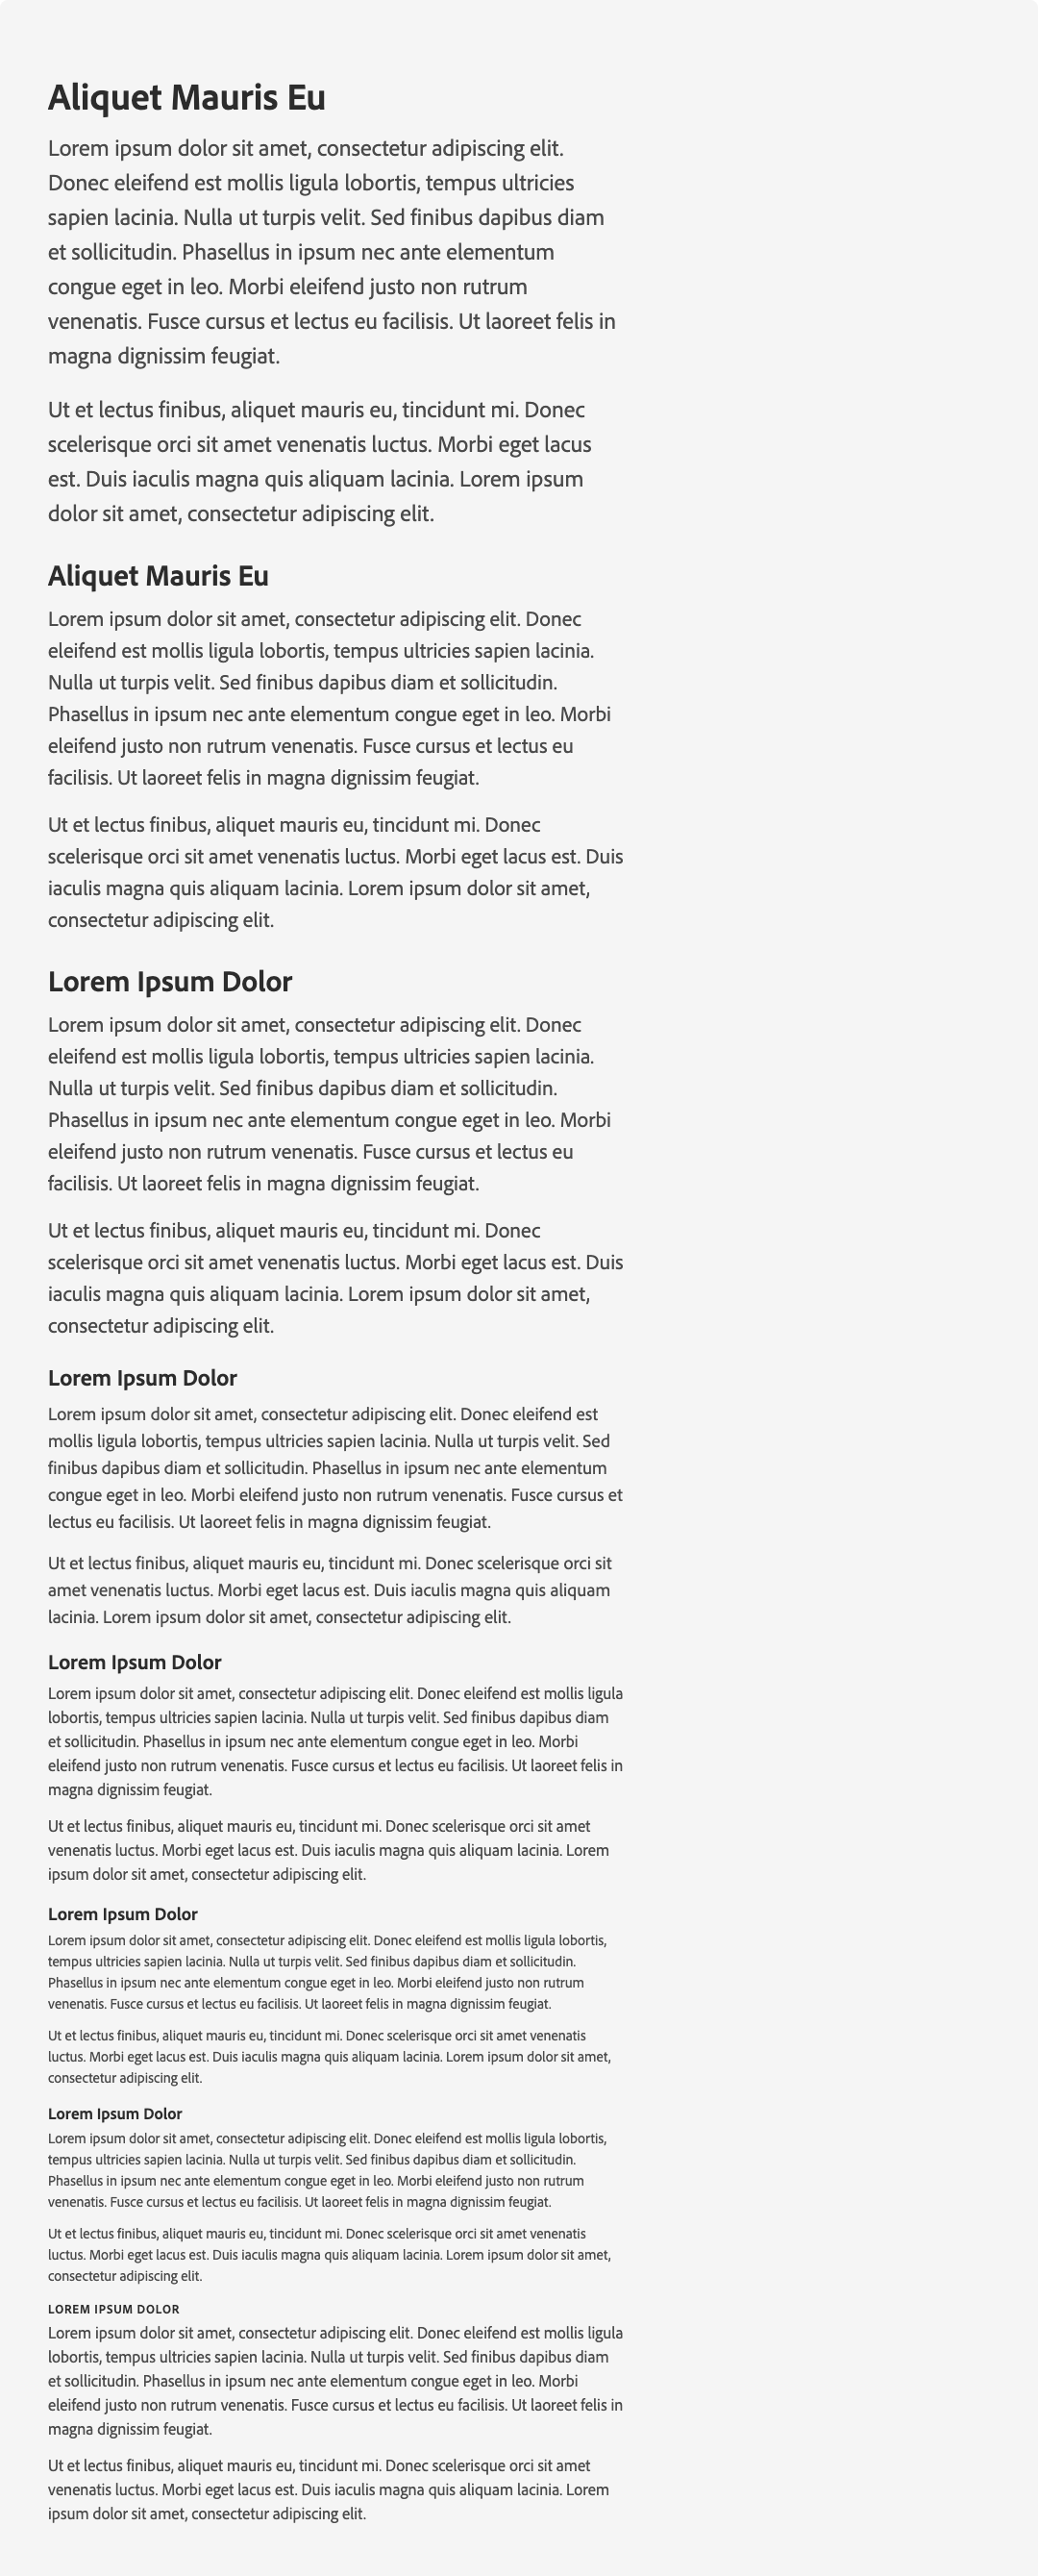 Aliquet Mauris Eu
Lorem ipsum dolor sit amet, consectetur adipiscing elit.
Donec eleifend est mollis ligula lobortis, tempus ultricies
sapien lacinia. Nulla ut turpis velit. Sed finibus dapibus diam
et sollicitudin. Phasellus in ipsum nec ante elementum
congue eget in leo. Morbi eleifend justo non rutrum
venenatis. Fusce cursus et lectus eu facilisis. Ut laoreet felis in
magna dignissim feugiat.
Ut et lectus finibus, aliquet mauris eu, tincidunt mi. Donec
scelerisque orci sit amet venenatis luctus. Morbi eget lacus
est. Duis iaculis magna quis aliquam lacinia. Lorem ipsum
dolor sit amet, consectetur adipiscing elit.
Aliquet Mauris Eu
Lorem ipsum dolor sit amet, consectetur adipiscing elit. Donec
eleifend est mollis ligula lobortis, tempus ultricies sapien lacinia.
Nulla ut turpis velit. Sed finibus dapibus diam et sollicitudin.
Phasellus in ipsum nec ante elementum congue eget in leo. Morbi
eleifend justo non rutrum venenatis. Fusce cursus et lectus eu
facilisis. Ut laoreet felis in magna dignissim feugiat.
Ut et lectus finibus, aliquet mauris eu, tincidunt mi. Donec
scelerisque orci sit amet venenatis luctus. Morbi eget lacus est. Duis
iaculis magna quis aliquam lacinia. Lorem ipsum dolor sit amet,
consectetur adipiscing elit.
Lorem Ipsum Dolor
Lorem ipsum dolor sit amet, consectetur adipiscing elit. Donec
eleifend est mollis ligula lobortis, tempus ultricies sapien lacinia.
Nulla ut turpis velit. Sed finibus dapibus diam et sollicitudin.
Phasellus in ipsum nec ante elementum congue eget in leo. Morbi
eleifend justo non rutrum venenatis. Fusce cursus et lectus eu
facilisis. Ut laoreet felis in magna dignissim feugiat.
Ut et lectus finibus, aliquet mauris eu, tincidunt mi. Donec
scelerisque orci sit amet venenatis luctus. Morbi eget lacus est. Duis
iaculis magna quis aliquam lacinia. Lorem ipsum dolor sit amet,
consectetur adipiscing elit.
Lorem Ipsum Dolor
Lorem ipsum dolor sit amet, consectetur adipiscing elit. Donec eleifend est
mollis ligula lobortis, tempus ultricies sapien lacinia. Nulla ut turpis velit. Sed
finibus dapibus diam et sollicitudin. Phasellus in ipsum nec ante elementum
congue eget in leo. Morbi eleifend justo non rutrum venenatis. Fusce cursus et
lectus eu facilisis. Ut laoreet felis in magna dignissim feugiat.
Ut et lectus finibus, aliquet mauris eu, tincidunt mi. Donec scelerisque orci sit
amet venenatis luctus. Morbi eget lacus est. Duis iaculis magna quis aliquam
lacinia. Lorem ipsum dolor sit amet, consectetur adipiscing elit.
Lorem Ipsum Dolor
Lorem ipsum dolor sit amet, consectetur adipiscing elit. Donec eleifend est mollis ligula
lobortis, tempus ultricies sapien lacinia. Nulla ut turpis velit. Sed finibus dapibus diam
et sollicitudin. Phasellus in ipsum nec ante elementum congue eget in leo. Morbi
eleifend justo non rutrum venenatis. Fusce cursus et lectus eu facilisis. Ut laoreet felis in
magna dignissim feugiat.
Ut et lectus finibus, aliquet mauris eu, tincidunt mi. Donec scelerisque orci sit amet
venenatis luctus. Morbi eget lacus est. Duis iaculis magna quis aliquam lacinia. Lorem
ipsum dolor sit amet, consectetur adipiscing elit.
Lorem Ipsum Dolor
Lorem ipsum dolor sit amet, consectetur adipiscing elit. Donec eleifend est mollis ligula lobortis,
tempus ultricies sapien lacinia. Nulla ut turpis velit. Sed finibus dapibus diam et sollicitudin.
Phasellus in ipsum nec ante elementum congue eget in leo. Morbi eleifend justo non rutrum
venenatis. Fusce cursus et lectus eu facilisis. Ut laoreet felis in magna dignissim feugiat.
Ut et lectus finibus, aliquet mauris eu, tincidunt mi. Donec scelerisque orci sit amet venenatis
luctus. Morbi eget lacus est. Duis iaculis magna quis aliquam lacinia. Lorem ipsum dolor sit amet,
consectetur adipiscing elit.
Lorem Ipsum Dolor
Lorem ipsum dolor sit amet, consectetur adipiscing elit. Donec eleifend est mollis ligula lobortis,
tempus ultricies sapien lacinia. Nulla ut turpis velit. Sed finibus dapibus diam et sollicitudin.
Phasellus in ipsum nec ante elementum congue eget in leo. Morbi eleifend justo non rutrum
venenatis. Fusce cursus et lectus eu facilisis. Ut laoreet felis in magna dignissim feugiat.
Ut et lectus finibus, aliquet mauris eu, tincidunt mi. Donec scelerisque orci sit amet venenatis
luctus. Morbi eget lacus est. Duis iaculis magna quis aliquam lacinia. Lorem ipsum dolor sit amet,
consectetur adipiscing elit.
LOREM IPSUM DOLOR
Lorem ipsum dolor sit amet, consectetur adipiscing elit. Donec eleifend est mollis ligula
lobortis, tempus ultricies sapien lacinia. Nulla ut turpis velit. Sed finibus dapibus diam
et sollicitudin. Phasellus in ipsum nec ante elementum congue eget in leo. Morbi
eleifend justo non rutrum venenatis. Fusce cursus et lectus eu facilisis. Ut laoreet felis in
magna dignissim feugiat.
Ut et lectus finibus, aliquet mauris eu, tincidunt mi. Donec scelerisque orci sit amet
venenatis luctus. Morbi eget lacus est. Duis iaculis magna quis aliquam lacinia. Lorem
ipsum dolor sit amet, consectetur adipiscing elit.